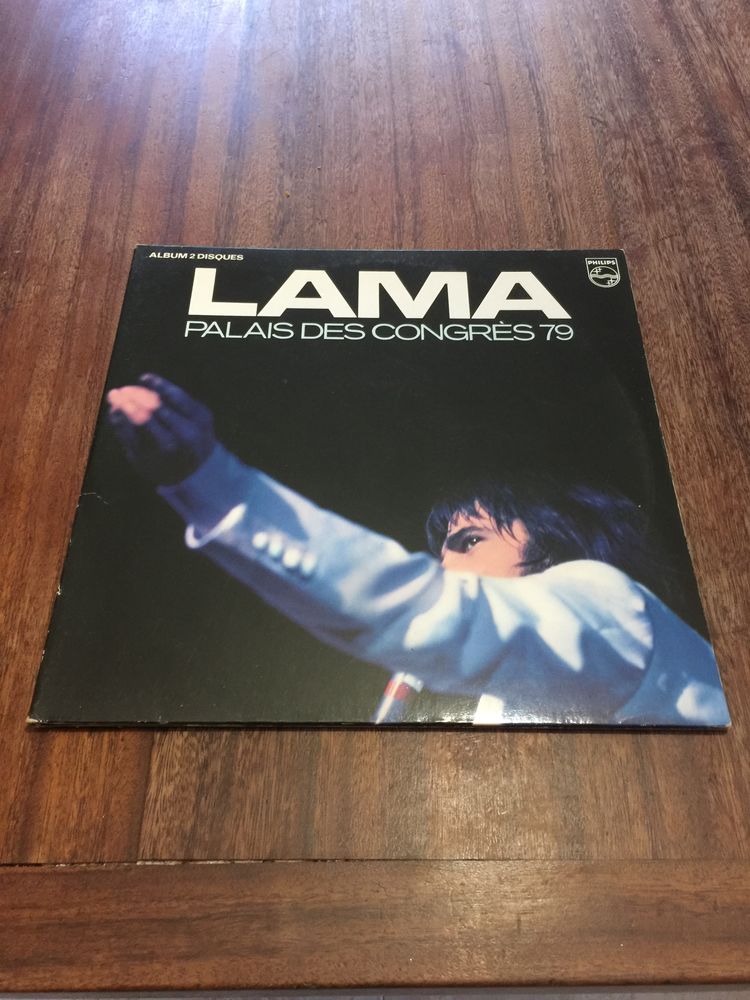 ALBUM 2 DISQUES
PHILIPS
LAMA
PALAIS DES CONGRÈS 79